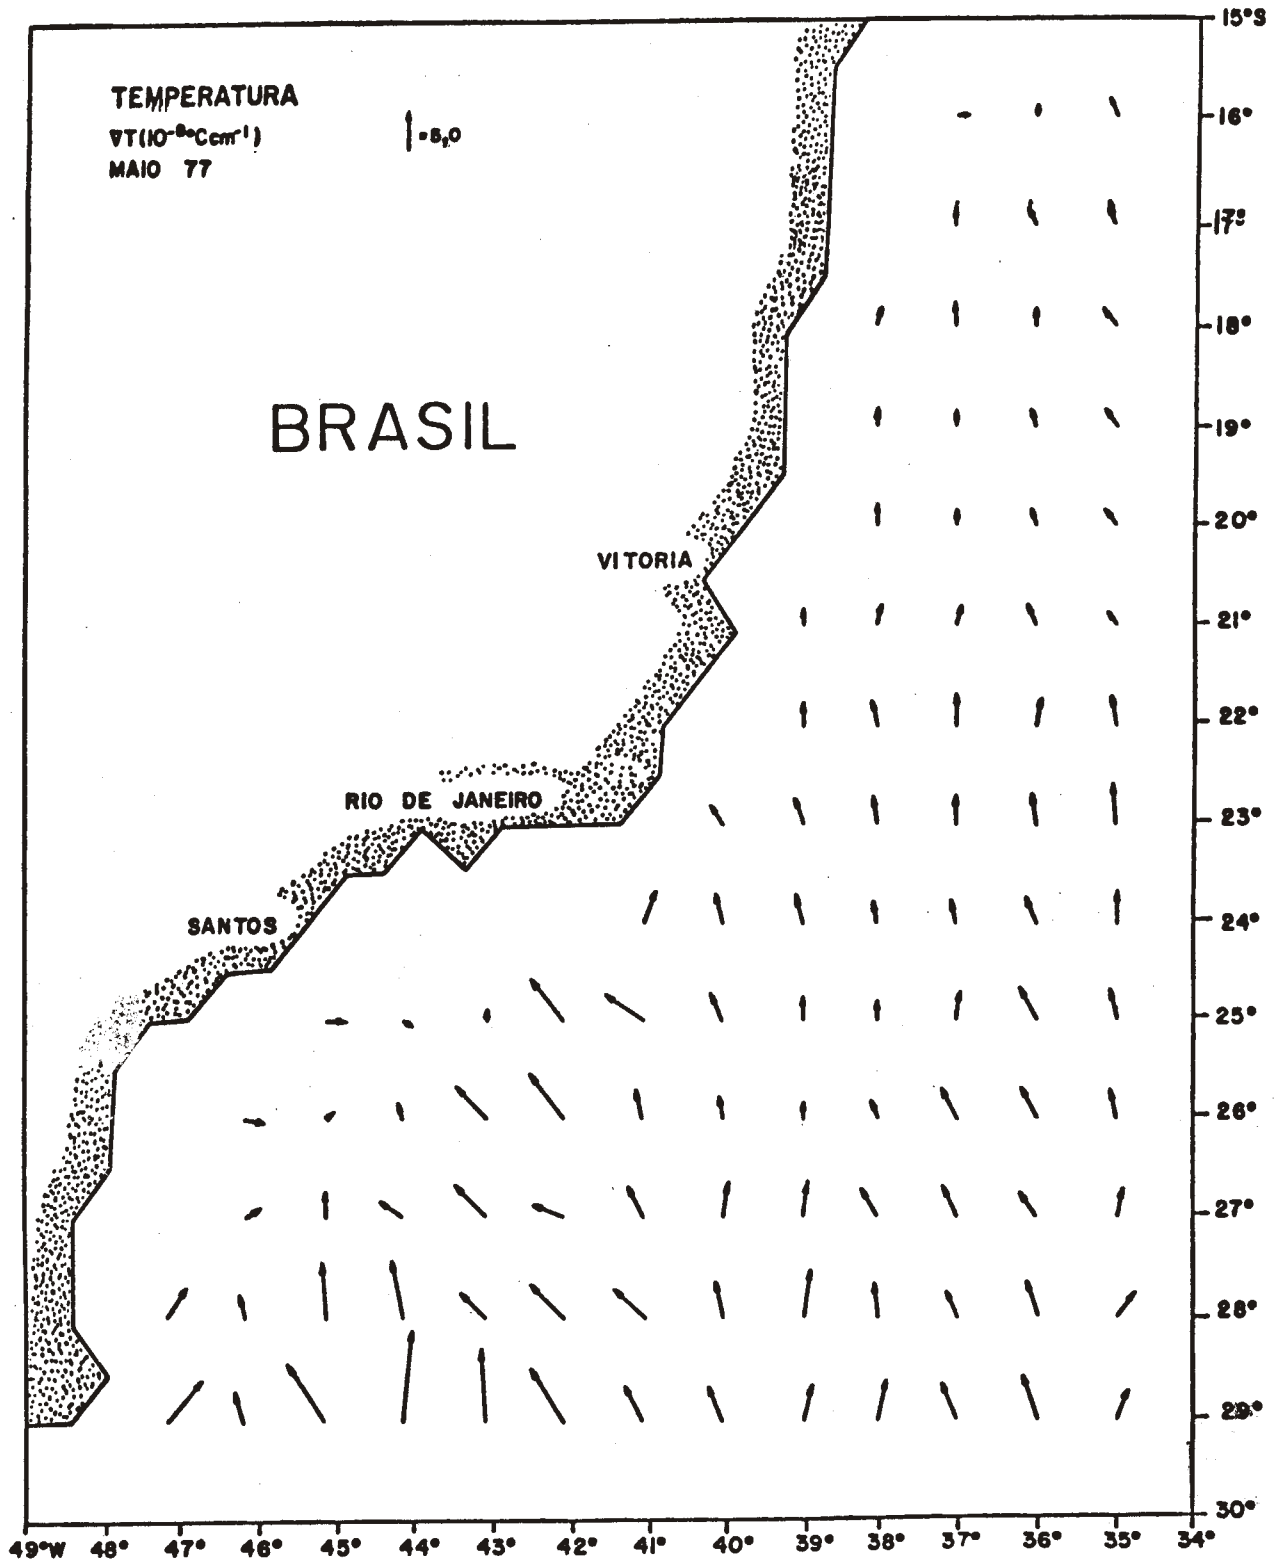 15°S
TEMPERATURA
∇T(10⁻⁸°Ccm⁻¹)
=5,0
MAIO 77
16°
17°
18°
BRASIL
19°
20°
VITORIA
21°
22°
RIO DE JANEIRO
23°
SANTOS
24°
25°
26°
27°
28°
29°
30°
49°W 48° 47° 46° 45° 44° 43° 42° 41° 40° 39° 38° 37° 36° 35° 34°